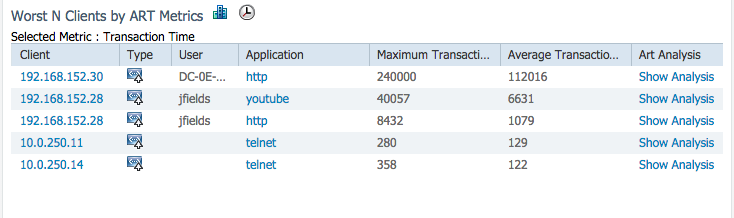 Worst N Clients by ART Metrics
Selected Metric : Transaction Time
Client Type User Application Maximum Transacti... Average Transactio... Art Analysis
192.168.152.30 DC-0E-... http 240000 112016 Show Analysis
192.168.152.28 jfields youtube 40057 6631 Show Analysis
192.168.152.28 jfields http 8432 1079 Show Analysis
10.0.250.11 telnet 280 129 Show Analysis
10.0.250.14 telnet 358 122 Show Analysis